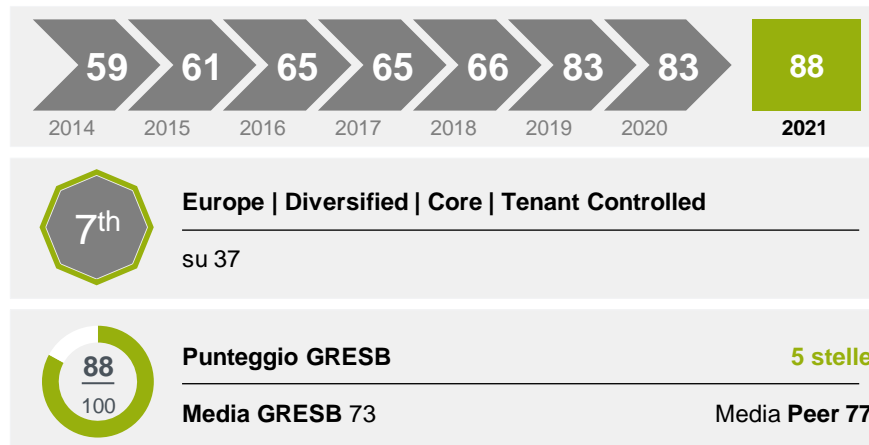 59 61 65 65 66 83 83 88
2014 2015 2016 2017 2018 2019 2020 2021
7th
Europe | Diversified | Core | Tenant Controlled
su 37
88
100
Punteggio GRESB 5 stelle
Media GRESB 73 Media Peer 77